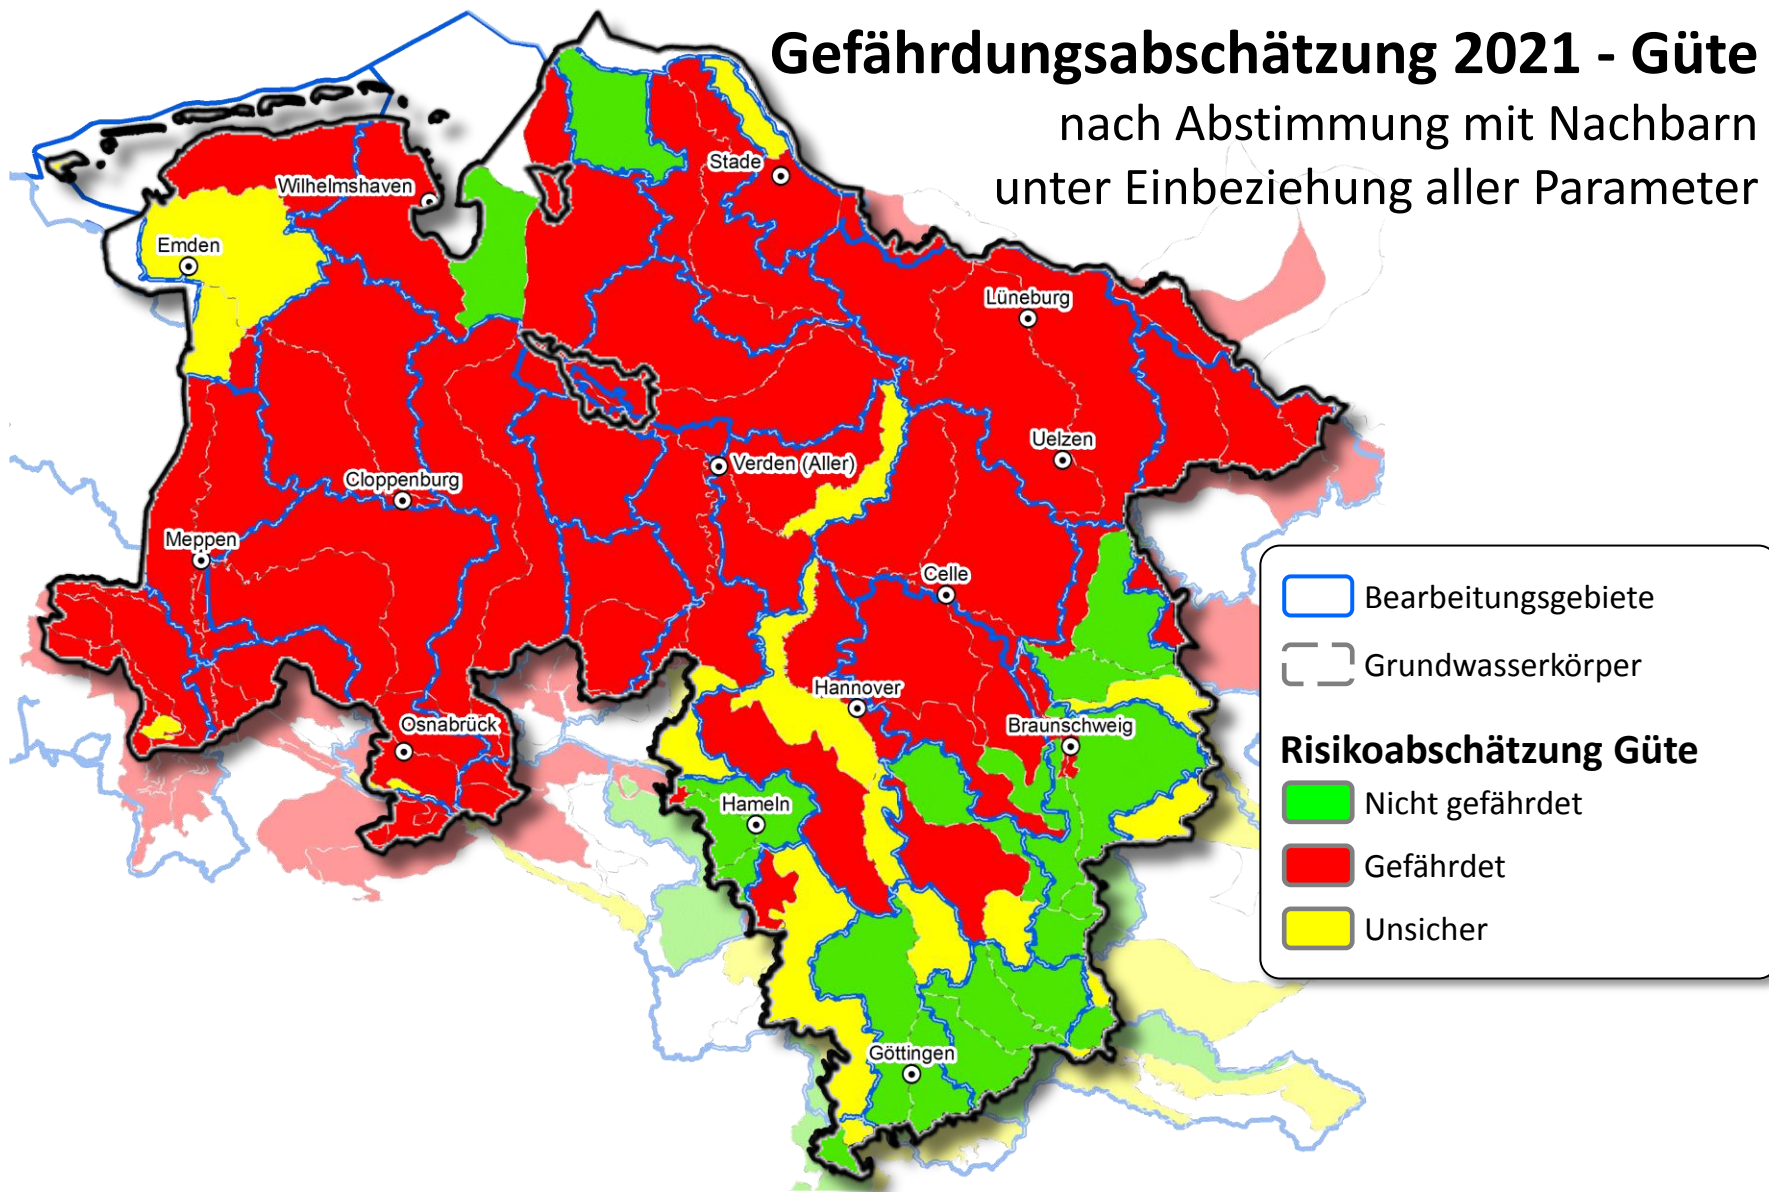 Gefährdungsabschätzung 2021 - Güte
nach Abstimmung mit Nachbarn
unter Einbeziehung aller Parameter
Stade
Wilhelmshaven
Emden
Lüneburg
Uelzen
Verden (Aller)
Cloppenburg
Meppen
Celle
Hannover
Osnabrück
Braunschweig
Hameln
Göttingen
Bearbeitungsgebiete
Grundwasserkörper
Risikoabschätzung Güte
Nicht gefährdet
Gefährdet
Unsicher